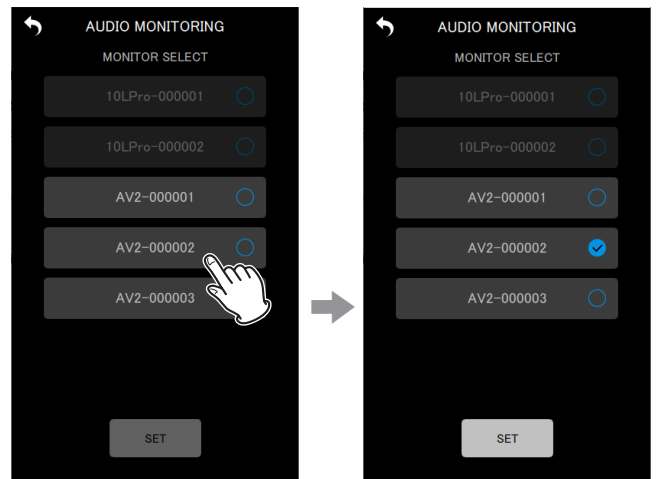 AUDIO MONITORING
MONITOR SELECT
10LPro-000001
10LPro-000002
AV2-000001
AV2-000002
AV2-000003
SET
AUDIO MONITORING
MONITOR SELECT
10LPro-000001
10LPro-000002
AV2-000001
AV2-000002
AV2-000003
SET